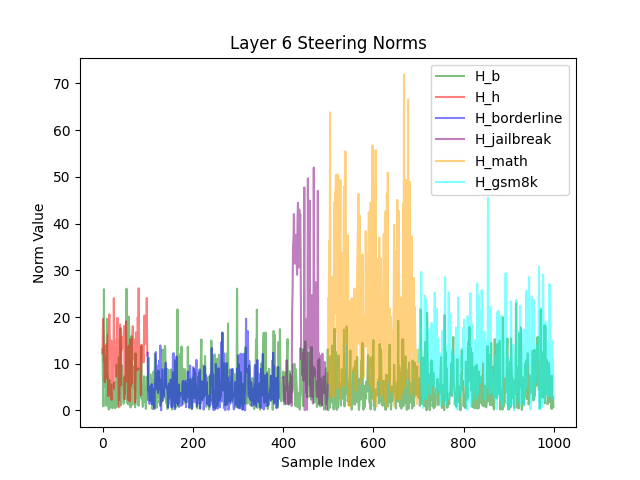 Layer 6 Steering Norms
Norm Value
70
60
50
40
30
20
10
0
H_b
H_h
H_borderline
H_jailbreak
H_math
H_gsm8k
0
200
400
600
800
1000
Sample Index